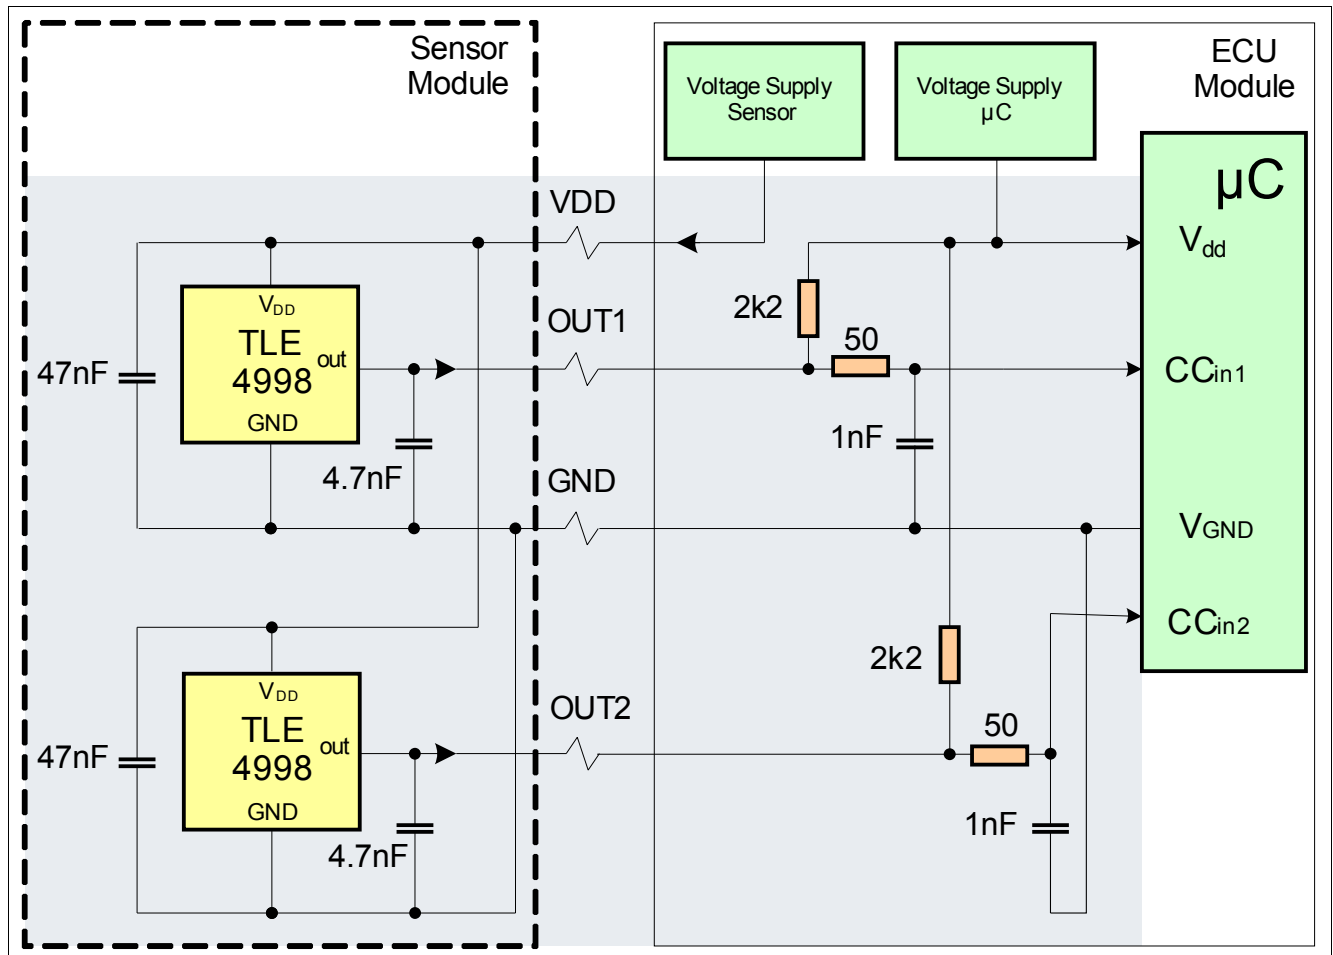 Sensor
Module
Voltage Supply
Sensor
Voltage Supply
µC
ECU
Module
µC
VDD
Vdd
2k2
OUT1
50
CCin1
47nF
VDD
TLE
4998
out
GND
4.7nF
1nF
GND
VGND
CCin2
2k2
OUT2
50
47nF
VDD
TLE
4998
out
GND
4.7nF
1nF